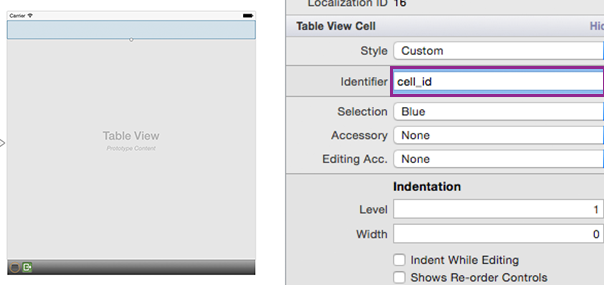 Carrier
Table View
Prototype Content
Localization ID 16
Table View Cell Hid
Style Custom
Identifier cell_id
Selection Blue
Accessory None
Editing Acc. None
Indentation
Level 1
Width 0
Indent While Editing
Shows Re-order Controls